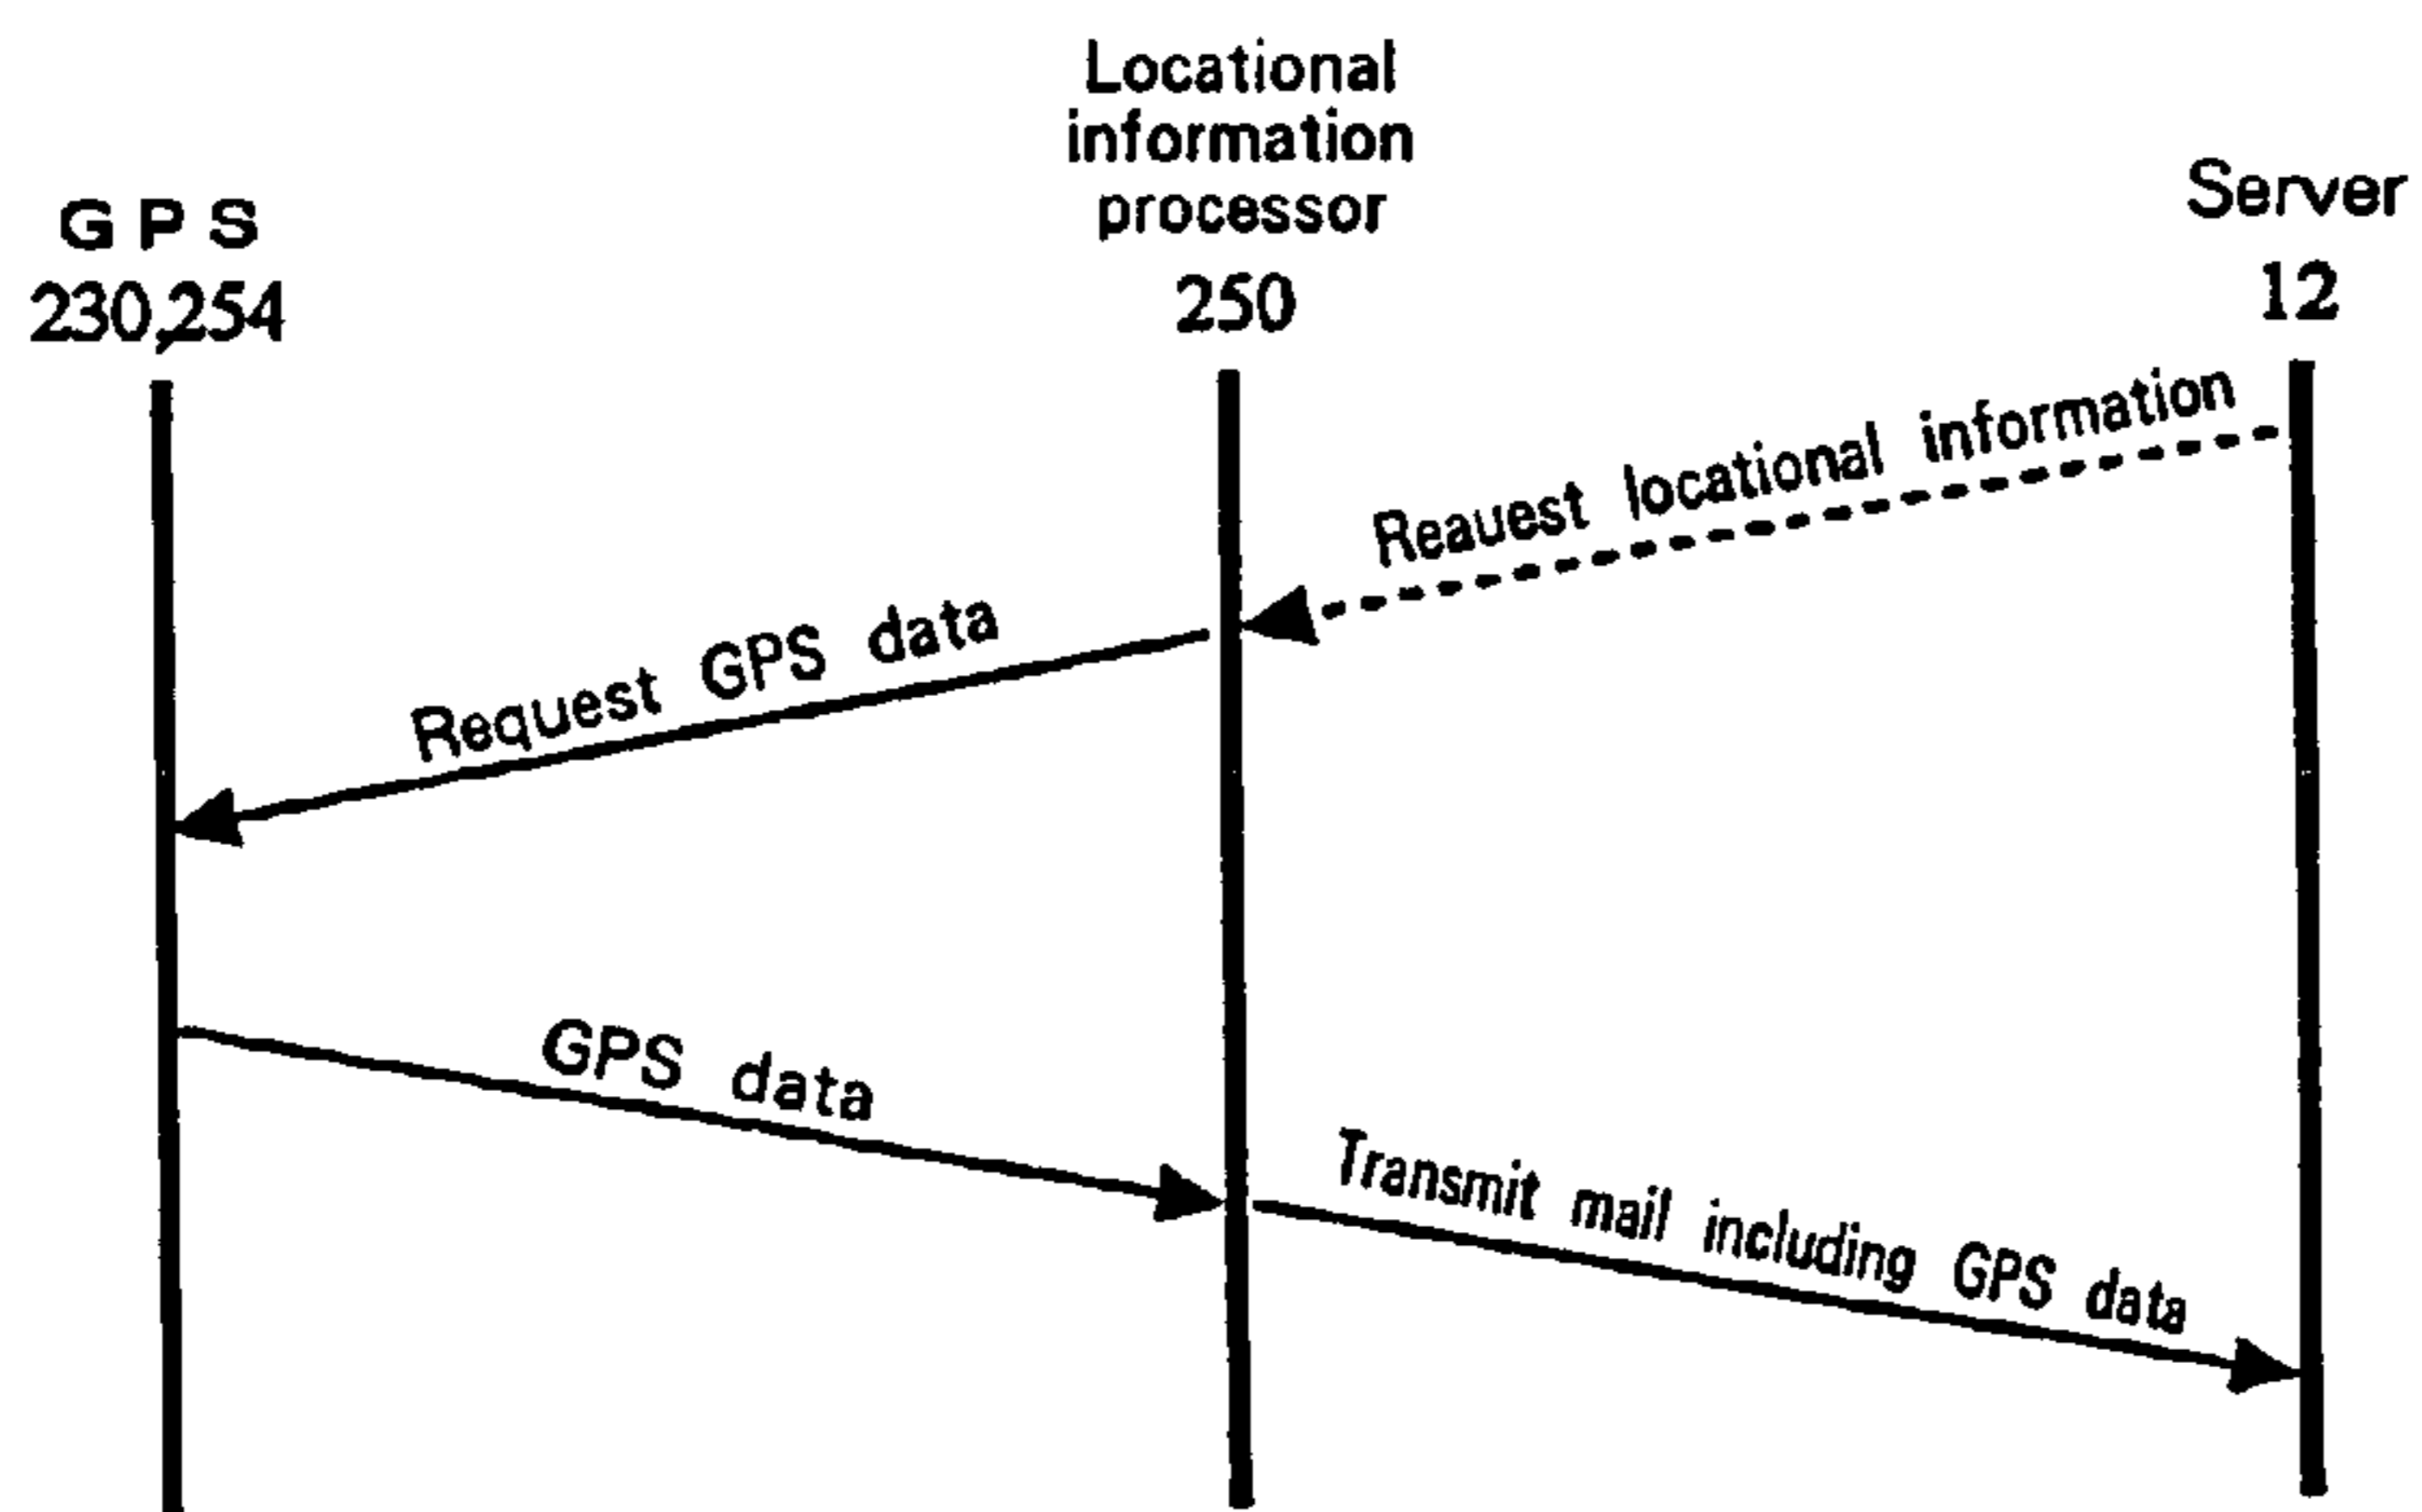 Locational
information
processor
250
G P S
230,254
Server
12
Reauest locational information
Request GPS data
GPS data
Transmit mail including GPS data